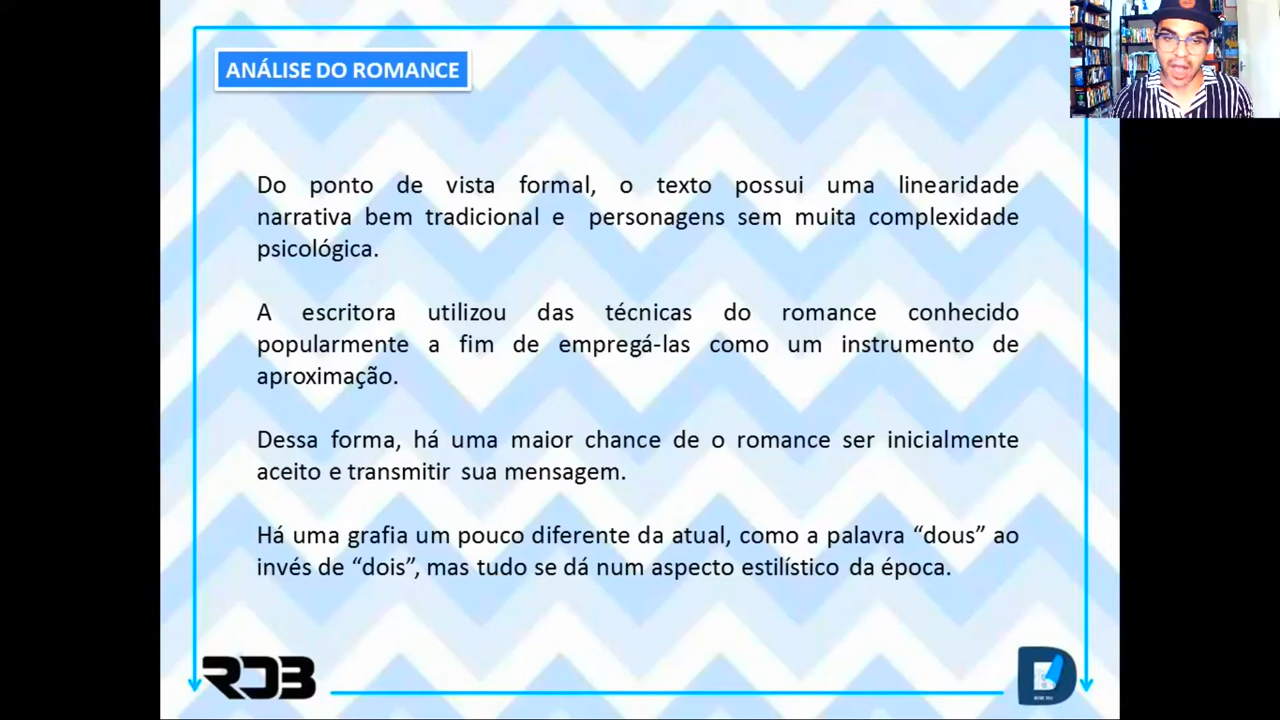 ANÁLISE DO ROMANCE
Do ponto de vista formal, o texto possui uma linearidade
narrativa bem tradicional e personagens sem muita complexidade
psicológica.
A escritora utilizou das técnicas do romance conhecido
popularmente a fim de empregá-las como um instrumento de
aproximação.
Dessa forma, há uma maior chance de o romance ser inicialmente
aceito e transmitir sua mensagem.
Há uma grafia um pouco diferente da atual, como a palavra “dous” ao
invés de “dois”, mas tudo se dá num aspecto estilístico da época.
RDB
D